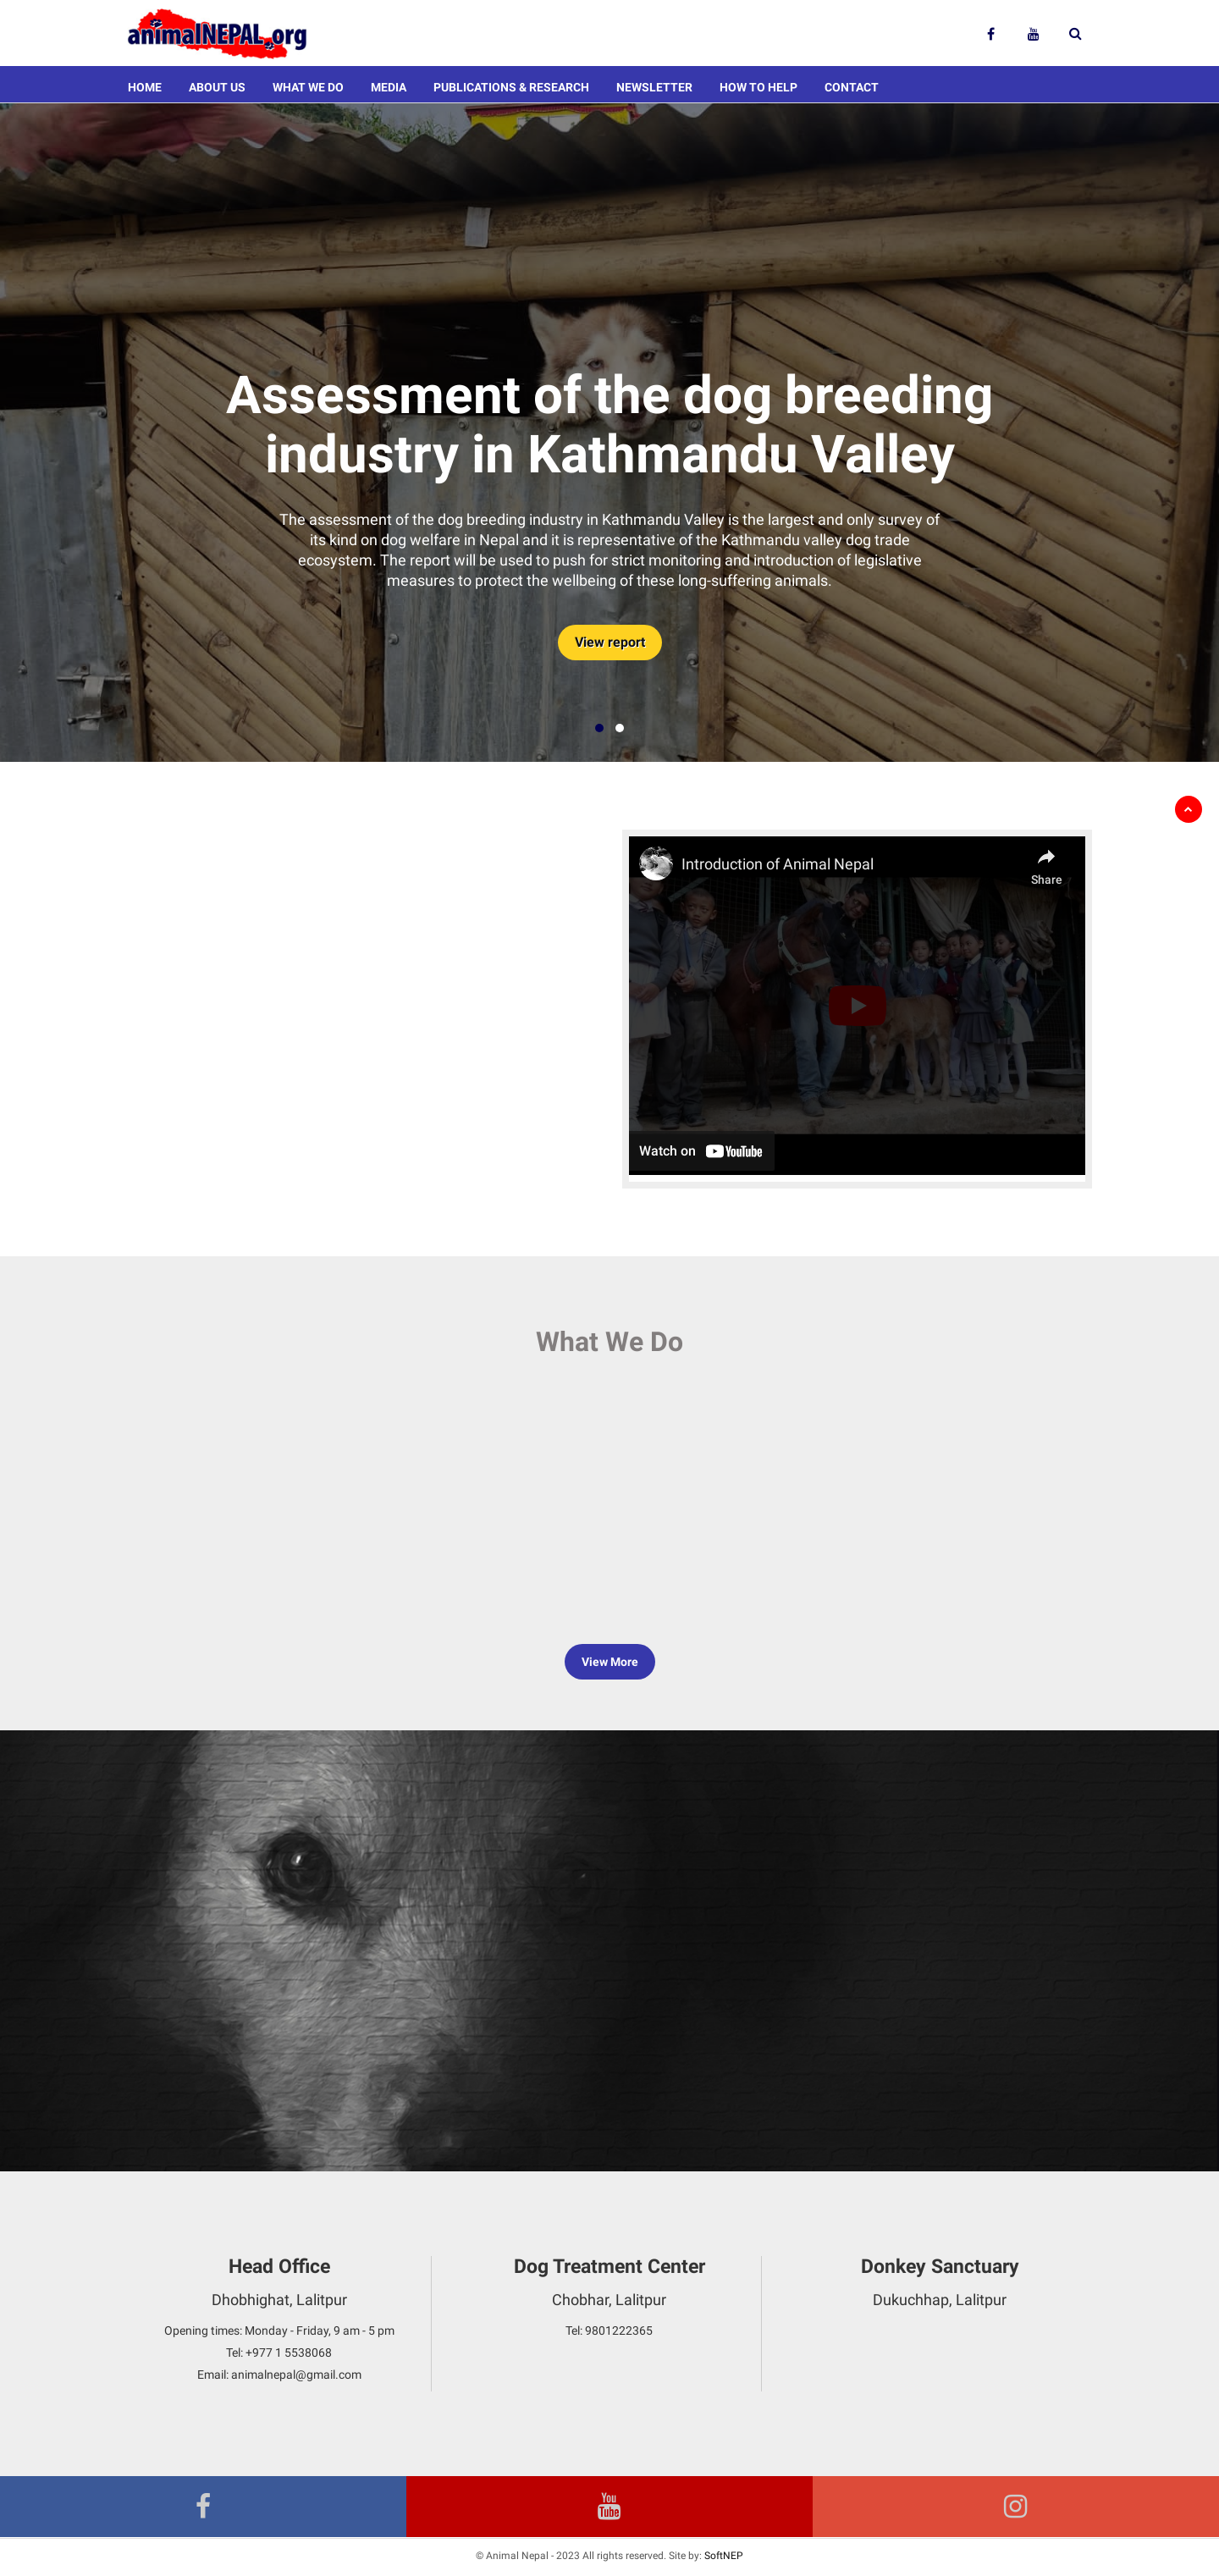 animalNEPAL.org
HOME ABOUT US WHAT WE DO MEDIA PUBLICATIONS & RESEARCH NEWSLETTER HOW TO HELP CONTACT
Assessment of the dog breeding
industry in Kathmandu Valley
The assessment of the dog breeding industry in Kathmandu Valley is the largest and only survey of
its kind on dog welfare in Nepal and it is representative of the Kathmandu valley dog trade
ecosystem. The report will be used to push for strict monitoring and introduction of legislative
measures to protect the wellbeing of these long-suffering animals.
View report
Introduction of Animal Nepal
Share
Watch on YouTube
What We Do
View More
Head Office
Dhobhighat, Lalitpur
Opening times: Monday - Friday, 9 am - 5 pm
Tel: +977 1 5538068
Email: animalnepal@gmail.com
Dog Treatment Center
Chobhar, Lalitpur
Tel: 9801222365
Donkey Sanctuary
Dukuchhap, Lalitpur
You
Tube
© Animal Nepal - 2023 All rights reserved. Site by: SoftNEP